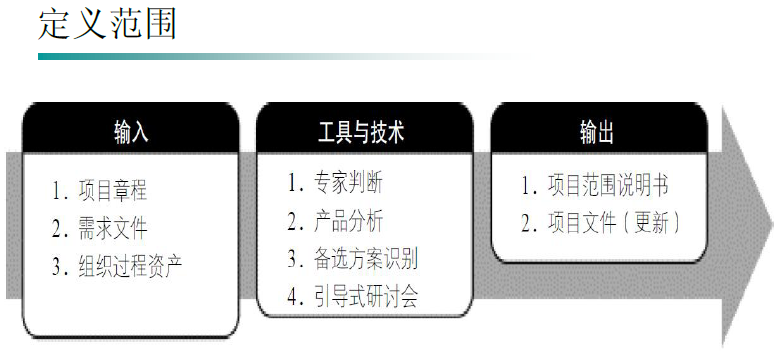 定义范围
输入
1. 项目章程
2. 需求文件
3. 组织过程资产
工具与技术
1. 专家判断
2. 产品分析
3. 备选方案识别
4. 引导式研讨会
输出
1. 项目范围说明书
2. 项目文件（更新）